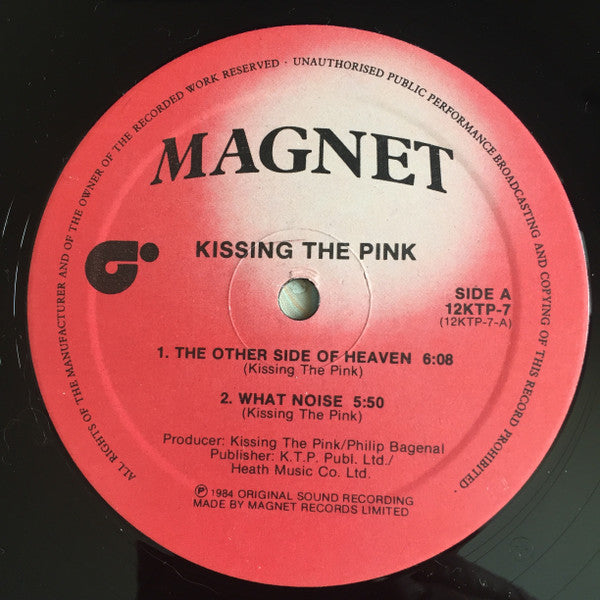 ALL RIGHTS OF THE MANUFACTURER AND OF THE OWNER OF THE RECORDED WORK RESERVED · UNAUTHORISED PUBLIC PERFORMANCE BROADCASTING AND COPYING OF THIS RECORD PROHIBITED
MAGNET
KISSING THE PINK
SIDE A
12KTP-7
(12KTP-7-A)
1. THE OTHER SIDE OF HEAVEN 6:08
(Kissing The Pink)
2. WHAT NOISE 5:50
(Kissing The Pink)
Producer: Kissing The Pink/Philip Bagenal
Publisher: K.T.P. Publ. Ltd./
Heath Music Co. Ltd.
℗ 1984 ORIGINAL SOUND RECORDING
MADE BY MAGNET RECORDS LIMITED